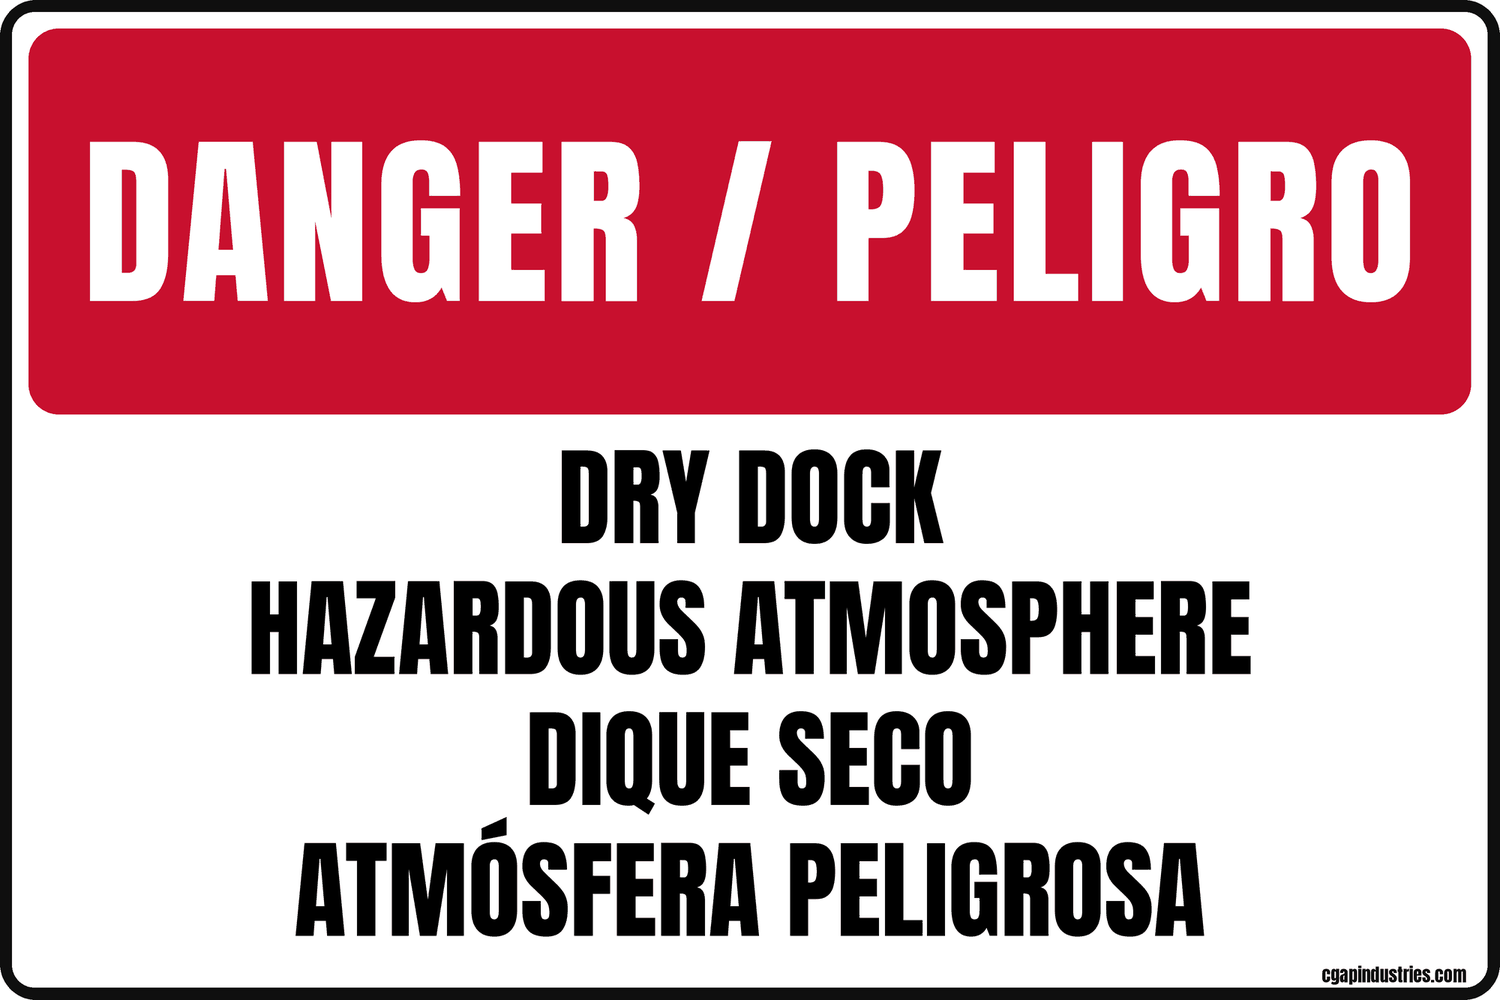 DANGER / PELIGRO
DRY DOCK
HAZARDOUS ATMOSPHERE
DIQUE SECO
ATMÓSFERA PELIGROSA
cgapindustries.com